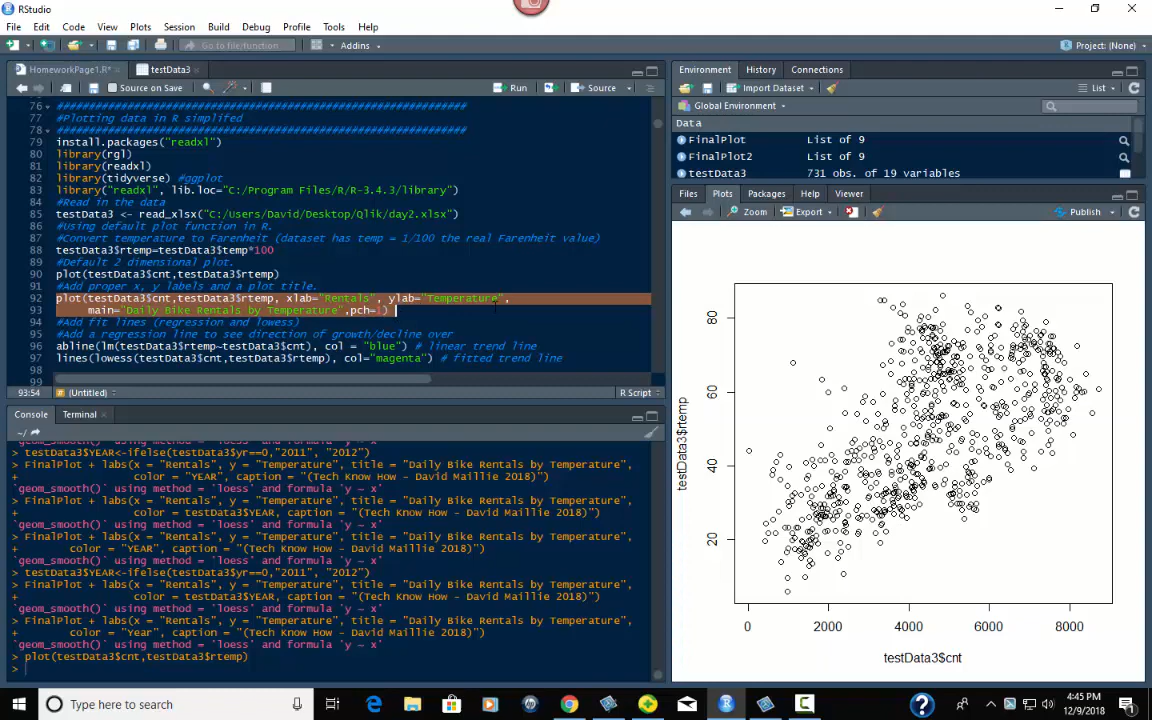 RStudio
File Edit Code View Plots Session Build Debug Profile Tools Help
Go to file/function Addins Project: (None)
HomeworkPage1.R* testData3
Source on Save Run Source
76 ##############################################################
77 #Plotting data in R simplifed
78 ##############################################################
79 install.packages("readxl")
80 library(rgl)
81 library(readxl)
82 library(tidyverse) #ggplot
83 library("readxl", lib.loc="C:/Program Files/R/R-3.4.3/library")
84 #Read in the data
85 testData3 <- read_xlsx("C:/Users/David/Desktop/Qlik/day2.xlsx")
86 #Using default plot function in R.
87 #Convert temperature to Farenheit (dataset has temp = 1/100 the real Farenheit value)
88 testData3$rtemp=testData3$temp*100
89 #Default 2 dimensional plot.
90 plot(testData3$cnt,testData3$rtemp)
91 #Add proper x, y labels and a plot title.
92 plot(testData3$cnt,testData3$rtemp, xlab="Rentals", ylab="Temperature",
93 main="Daily Bike Rentals by Temperature",pch=1)
94 #Add fit lines (regression and lowess)
95 #Add a regression line to see direction of growth/decline over
96 abline(lm(testData3$rtemp~testData3$cnt), col = "blue") # linear trend line
97 lines(lowess(testData3$cnt,testData3$rtemp), col="magenta") # fitted trend line
98
99
93:54 (Untitled) R Script
Console Terminal
~/
`geom_smooth()` using method = 'loess' and formula 'y ~ x'
> testData3$YEAR<-ifelse(testData3$yr==0,"2011", "2012")
> FinalPlot + labs(x = "Rentals", y = "Temperature", title = "Daily Bike Rentals by Temperature",
+ color = "YEAR", caption = "(Tech Know How - David Maillie 2018)")
`geom_smooth()` using method = 'loess' and formula 'y ~ x'
> FinalPlot + labs(x = "Rentals", y = "Temperature", title = "Daily Bike Rentals by Temperature",
+ color = testData3$YEAR, caption = "(Tech Know How - David Maillie 2018)")
`geom_smooth()` using method = 'loess' and formula 'y ~ x'
> FinalPlot + labs(x = "Rentals", y = "Temperature", title = "Daily Bike Rentals by Temperature",
+ color = "YEAR", caption = "(Tech Know How - David Maillie 2018)")
`geom_smooth()` using method = 'loess' and formula 'y ~ x'
> testData3$YEAR<-ifelse(testData3$yr==0,"2011", "2012")
> FinalPlot + labs(x = "Rentals", y = "Temperature", title = "Daily Bike Rentals by Temperature",
+ color = testData3$YEAR, caption = "(Tech Know How - David Maillie 2018)")
`geom_smooth()` using method = 'loess' and formula 'y ~ x'
> FinalPlot + labs(x = "Rentals", y = "Temperature", title = "Daily Bike Rentals by Temperature",
+ color = "Year", caption = "(Tech Know How - David Maillie 2018)")
`geom_smooth()` using method = 'loess' and formula 'y ~ x'
> plot(testData3$cnt,testData3$rtemp)
>
Environment History Connections
Import Dataset List
Global Environment
Data
FinalPlot List of 9
FinalPlot2 List of 9
testData3 731 obs. of 19 variables
Files Plots Packages Help Viewer
Zoom Export Publish
80
60
40
20
testData3$rtemp
0 2000 4000 6000 8000
testData3$cnt
Type here to search
4:45 PM
12/9/2018